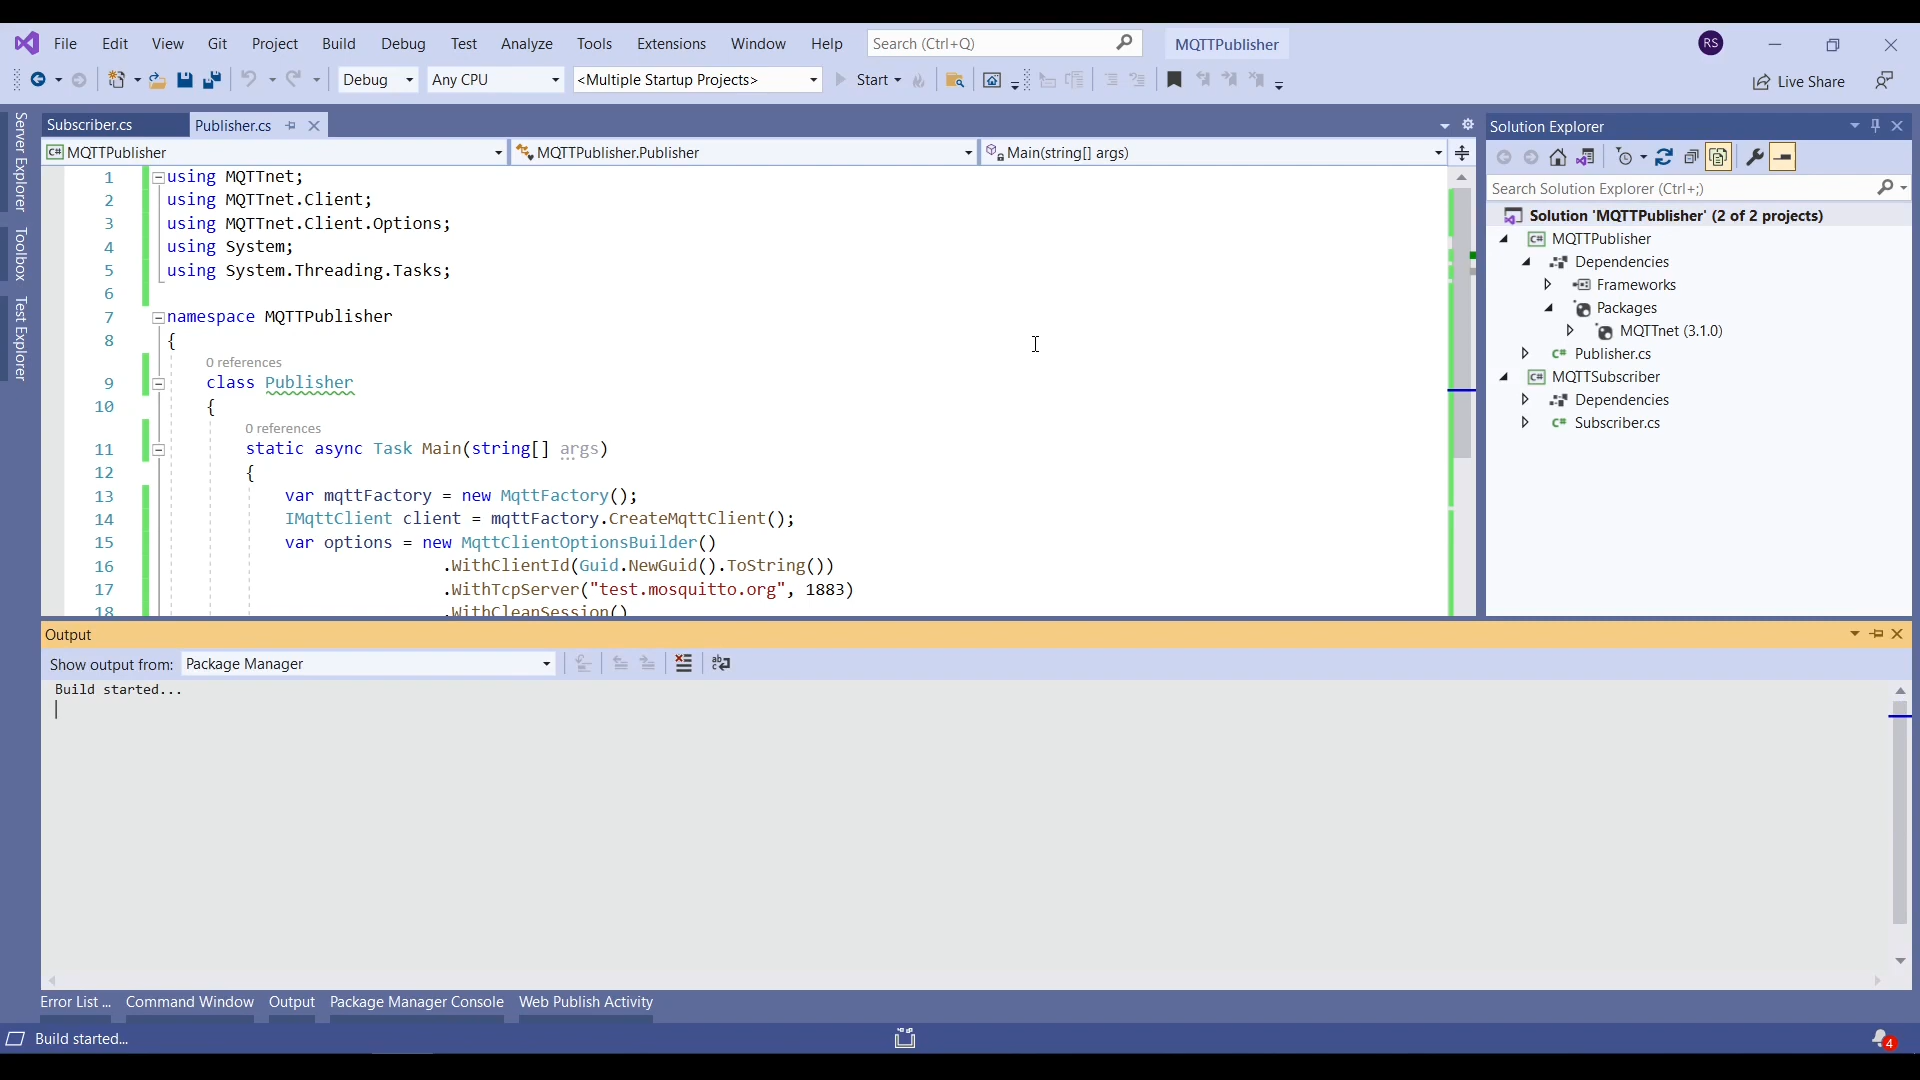 File Edit View Git Project Build Debug Test Analyze Tools Extensions Window Help Search (Ctrl+Q) MQTTPublisher RS
Debug Any CPU <Multiple Startup Projects> Start Live Share
Server Explorer
Toolbox
Test Explorer
Subscriber.cs Publisher.cs
MQTTPublisher MQTTPublisher.Publisher Main(string[] args)
1 using MQTTnet;
2 using MQTTnet.Client;
3 using MQTTnet.Client.Options;
4 using System;
5 using System.Threading.Tasks;
6
7 namespace MQTTPublisher
8 {
0 references
9 class Publisher
10 {
0 references
11 static async Task Main(string[] args)
12 {
13 var mqttFactory = new MqttFactory();
14 IMqttClient client = mqttFactory.CreateMqttClient();
15 var options = new MqttClientOptionsBuilder()
16 .WithClientId(Guid.NewGuid().ToString())
17 .WithTcpServer("test.mosquitto.org", 1883)
18 .WithCleanSession()
Solution Explorer
Search Solution Explorer (Ctrl+;)
Solution 'MQTTPublisher' (2 of 2 projects)
C# MQTTPublisher
Dependencies
Frameworks
Packages
MQTTnet (3.1.0)
C# Publisher.cs
C# MQTTSubscriber
Dependencies
C# Subscriber.cs
Output
Show output from: Package Manager
Build started...
Error List ... Command Window Output Package Manager Console Web Publish Activity
Build started... 4